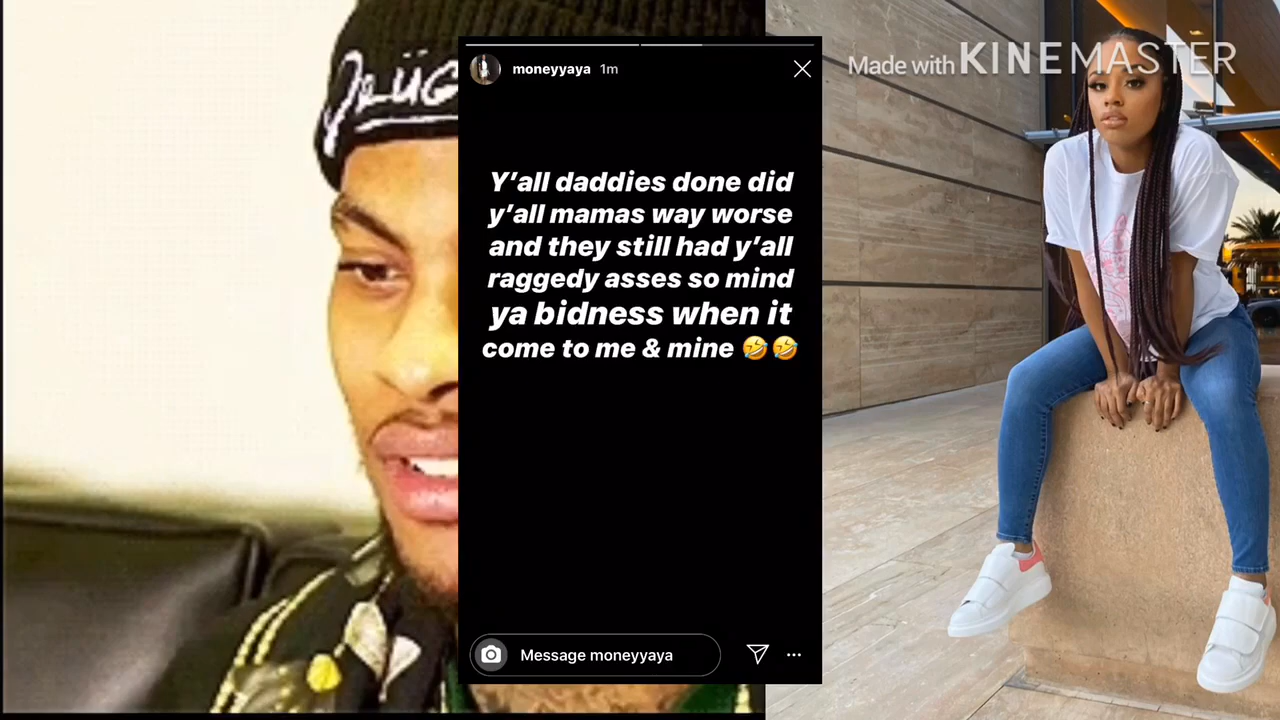 moneyyaya 1m
Made with KINEMASTER
Y'all daddies done did
y'all mamas way worse
and they still had y'all
raggedy asses so mind
ya bidness when it
come to me & mine 🤣🤣
Message moneyyaya